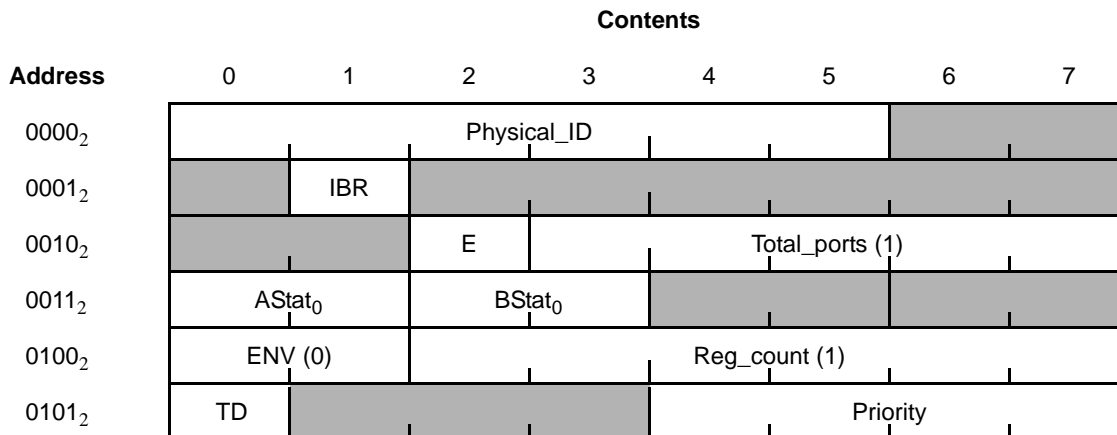 Contents
Address 0 1 2 3 4 5 6 7
0000₂ Physical_ID
0001₂ IBR
0010₂ E Total_ports (1)
0011₂ AStat₀ BStat₀
0100₂ ENV (0) Reg_count (1)
0101₂ TD Priority